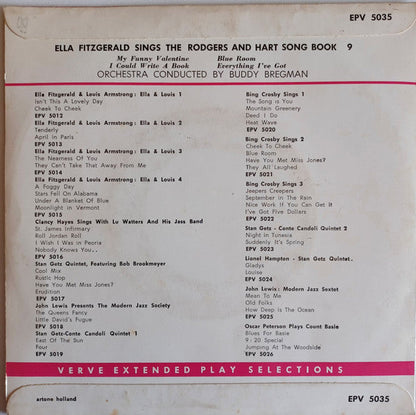 EPV 5035
ELLA FITZGERALD SINGS THE RODGERS AND HART SONG BOOK 9
My Funny Valentine Blue Room
I Could Write A Book Everything I've Got
ORCHESTRA CONDUCTED BY BUDDY BREGMAN
Ella Fitzgerald & Louis Armstrong: Ella & Louis 1
Isn't This A Lovely Day
Cheek To Cheek
EPV 5012
Ella Fitzgerald & Louis Armstrong: Ella & Louis 2
Tenderly
April in Paris
EPV 5013
Ella Fitzgerald & Louis Armstrong: Ella & Louis 3
The Nearness Of You
They Can't Take That Away From Me
EPV 5014
Ella Fitzgerald & Louis Armstrong: Ella & Louis 4
A Foggy Day
Stars Fell On Alabama
Under A Blanket Of Blue
Moonlight in Vermont
EPV 5015
Clancy Hayes Sings With Lu Watters And His Jass Band
St. James Infirmary
Roll Jordan Roll
I Wish I Was in Peoria
Nobody Knows You..
EPV 5016
Stan Getz Quintet, Featuring Bob Brookmeyer
Cool Mix
Rustic Hop
Have You Met Miss Jones?
Erudition
EPV 5017
John Lewis Presents The Modern Jazz Society
The Queens Fancy
Little David's Fugue
EPV 5018
Stan Getz-Conte Candoli Quintet 1
East Of The Sun
Four
EPV 5019
Bing Crosby Sings 1
The Song is You
Mountain Greenery
Deed I Do
Heat Wave
EPV 5020
Bing Crosby Sings 2
Cheek To Cheek
Blue Room
Have You Met Miss Jones?
They All Laughed
EPV 5021
Bing Crosby Sings 3
Jeepers Creepers
September in The Rain
Nice Work If You Can Get It
I've Got Five Dollars
EPV 5022
Stan Getz - Conte Candoli Quintet 2
Night in Tunesia
Suddenly It's Spring
EPV 5023
Lionel Hampton - Stan Getz Quintet.
Gladys
Louise
EPV 5024
John Lewis: Modern Jazz Sextet
Mean To Me
Old Folks
How Deep is The Ocean
EPV 5025
Oscar Peterson Plays Count Basie
Blues For Basie
9:20 Special
Jumping At The Woodside
EPV 5026
VERVE EXTENDED PLAY SELECTIONS
artone holland
EPV 5035